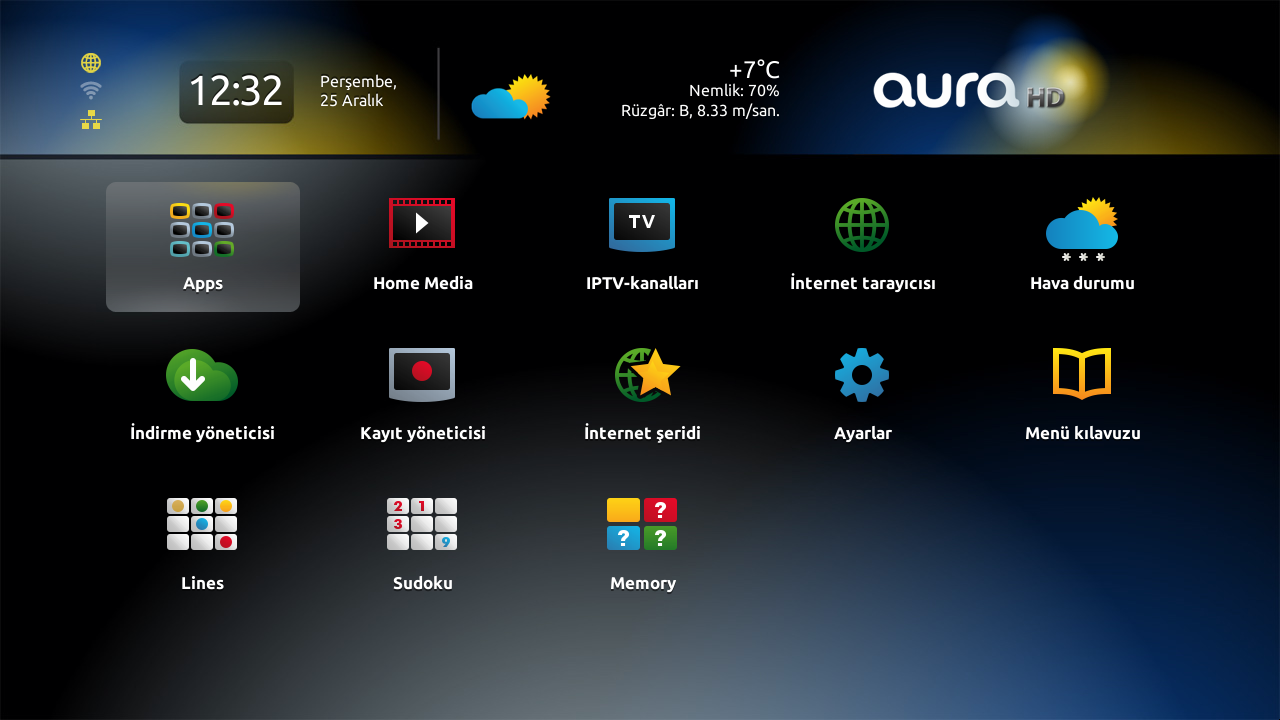 12:32
Perşembe,
25 Aralık
+7°C
Nemlik: 70%
Rüzgâr: B, 8.33 m/san.
aura HD
Apps
Home Media
TV
IPTV-kanalları
İnternet tarayıcısı
Hava durumu
İndirme yöneticisi
Kayıt yöneticisi
İnternet şeridi
Ayarlar
Menü kılavuzu
2 1
3
9
? 
? ?
Lines
Sudoku
Memory